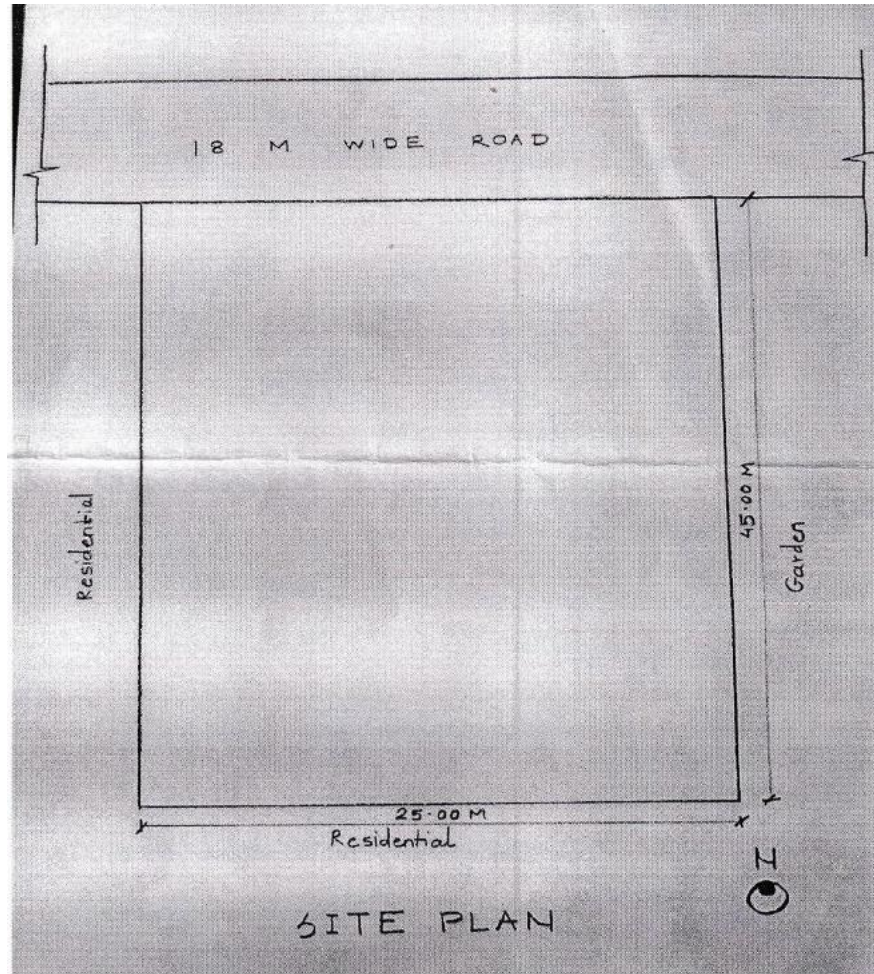 18 M WIDE ROAD
Residential
45.00 M
Garden
25.00 M
Residential
N
SITE PLAN